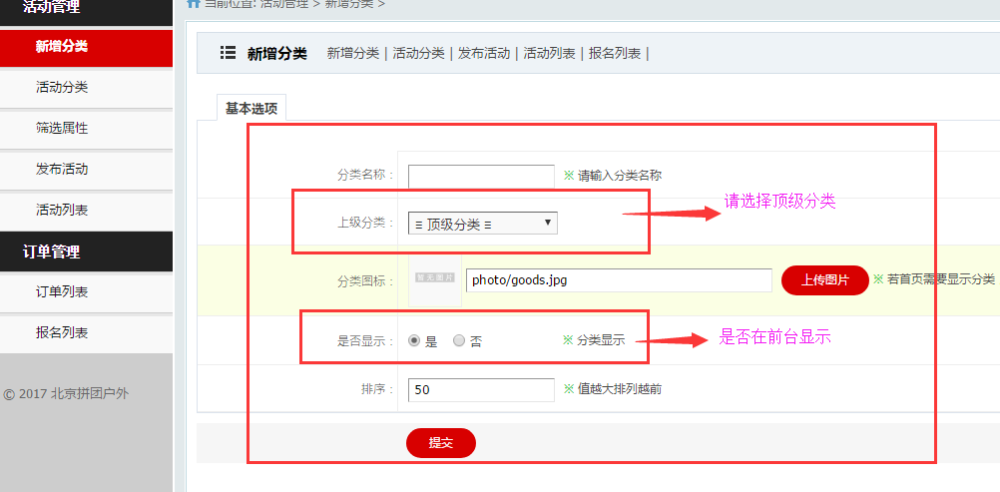 活动管理
新增分类
活动分类
筛选属性
发布活动
活动列表
订单管理
订单列表
报名列表
© 2017 北京拼团户外
当前位置: 活动管理 > 新增分类 >
新增分类 新增分类 | 活动分类 | 发布活动 | 活动列表 | 报名列表 |
基本选项
分类名称： ※ 请输入分类名称
上级分类： ≡ 顶级分类 ≡ ▼
请选择顶级分类
分类图标： 暂无图片 photo/goods.jpg 上传图片 ※ 若首页需要显示分类
是否显示： 是 否 ※ 分类显示
是否在前台显示
排序： 50 ※ 值越大排列越前
提交